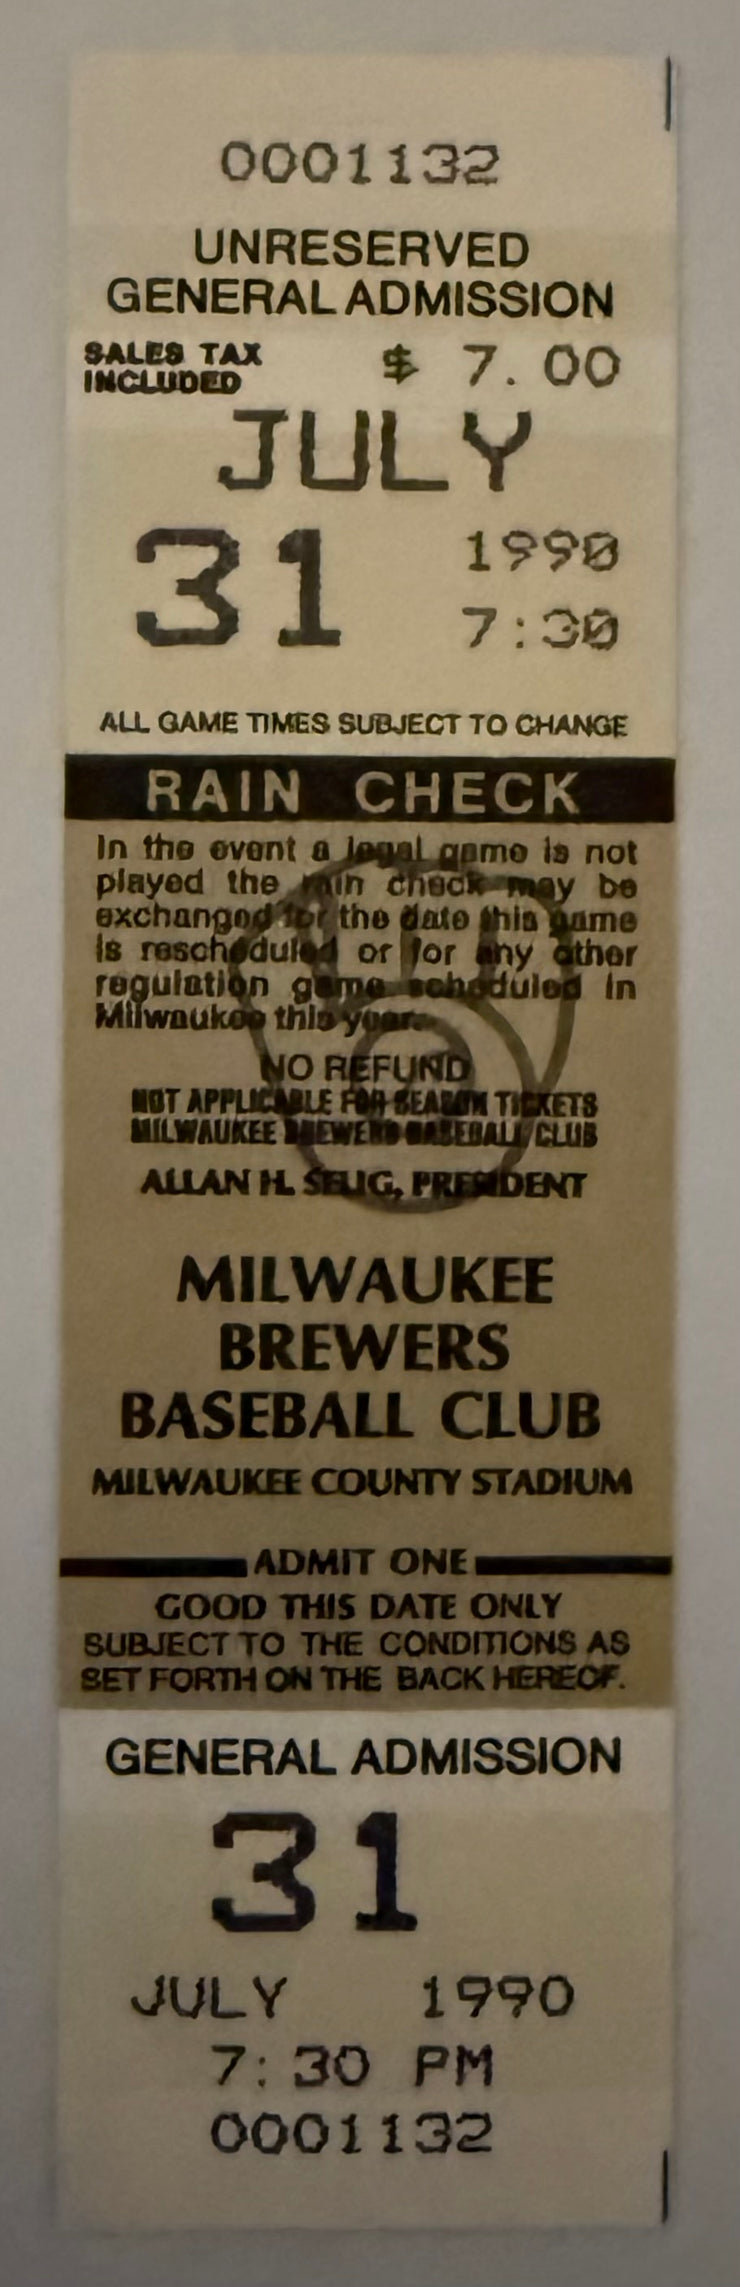 0001132
UNRESERVED
GENERAL ADMISSION
SALES TAX $ 7.00
INCLUDED
JULY
31 1990
7:30
ALL GAME TIMES SUBJECT TO CHANGE
RAIN CHECK
In the event a legal game is not
played the rain check may be
exchanged for the date this game
is rescheduled or for any other
regulation game scheduled in
Milwaukee this year.
NO REFUND
NOT APPLICABLE FOR SEASON TICKETS
MILWAUKEE BREWERS BASEBALL CLUB
ALLAN H. SELIG, PRESIDENT
MILWAUKEE
BREWERS
BASEBALL CLUB
MILWAUKEE COUNTY STADIUM
ADMIT ONE
GOOD THIS DATE ONLY
SUBJECT TO THE CONDITIONS AS
SET FORTH ON THE BACK HEREOF.
GENERAL ADMISSION
31
JULY 1990
7:30 PM
0001132